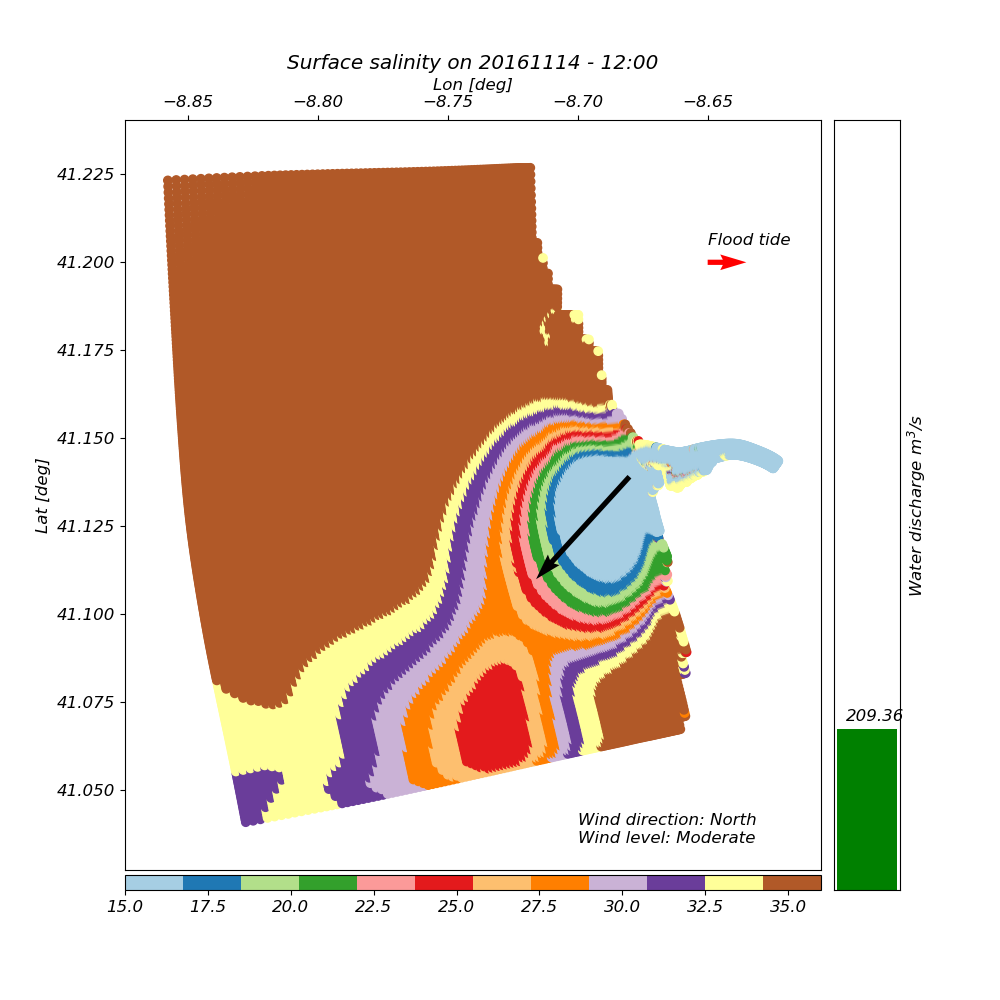 Surface salinity on 20161114 - 12:00
Lon [deg]
−8.85 −8.80 −8.75 −8.70 −8.65
41.225
41.200
41.175
41.150
41.125
41.100
41.075
41.050
Lat [deg]
Flood tide
Wind direction: North
Wind level: Moderate
209.36
Water discharge m³/s
15.0 17.5 20.0 22.5 25.0 27.5 30.0 32.5 35.0